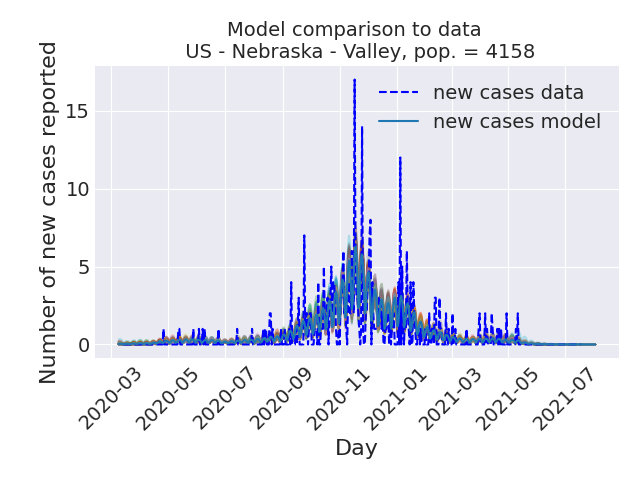 Model comparison to data
US - Nebraska - Valley, pop. = 4158
Number of new cases reported
15
10
5
0
new cases data
new cases model
2020-03
2020-05
2020-07
2020-09
2020-11
2021-01
2021-03
2021-05
2021-07
Day